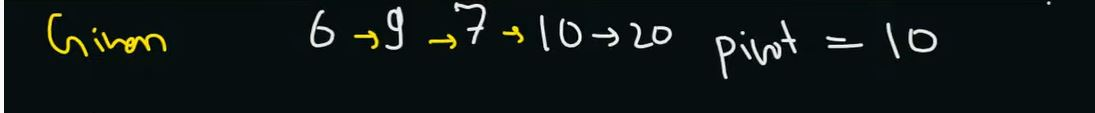 Given 6 → 9 → 7 → 10 → 20 pivot = 10